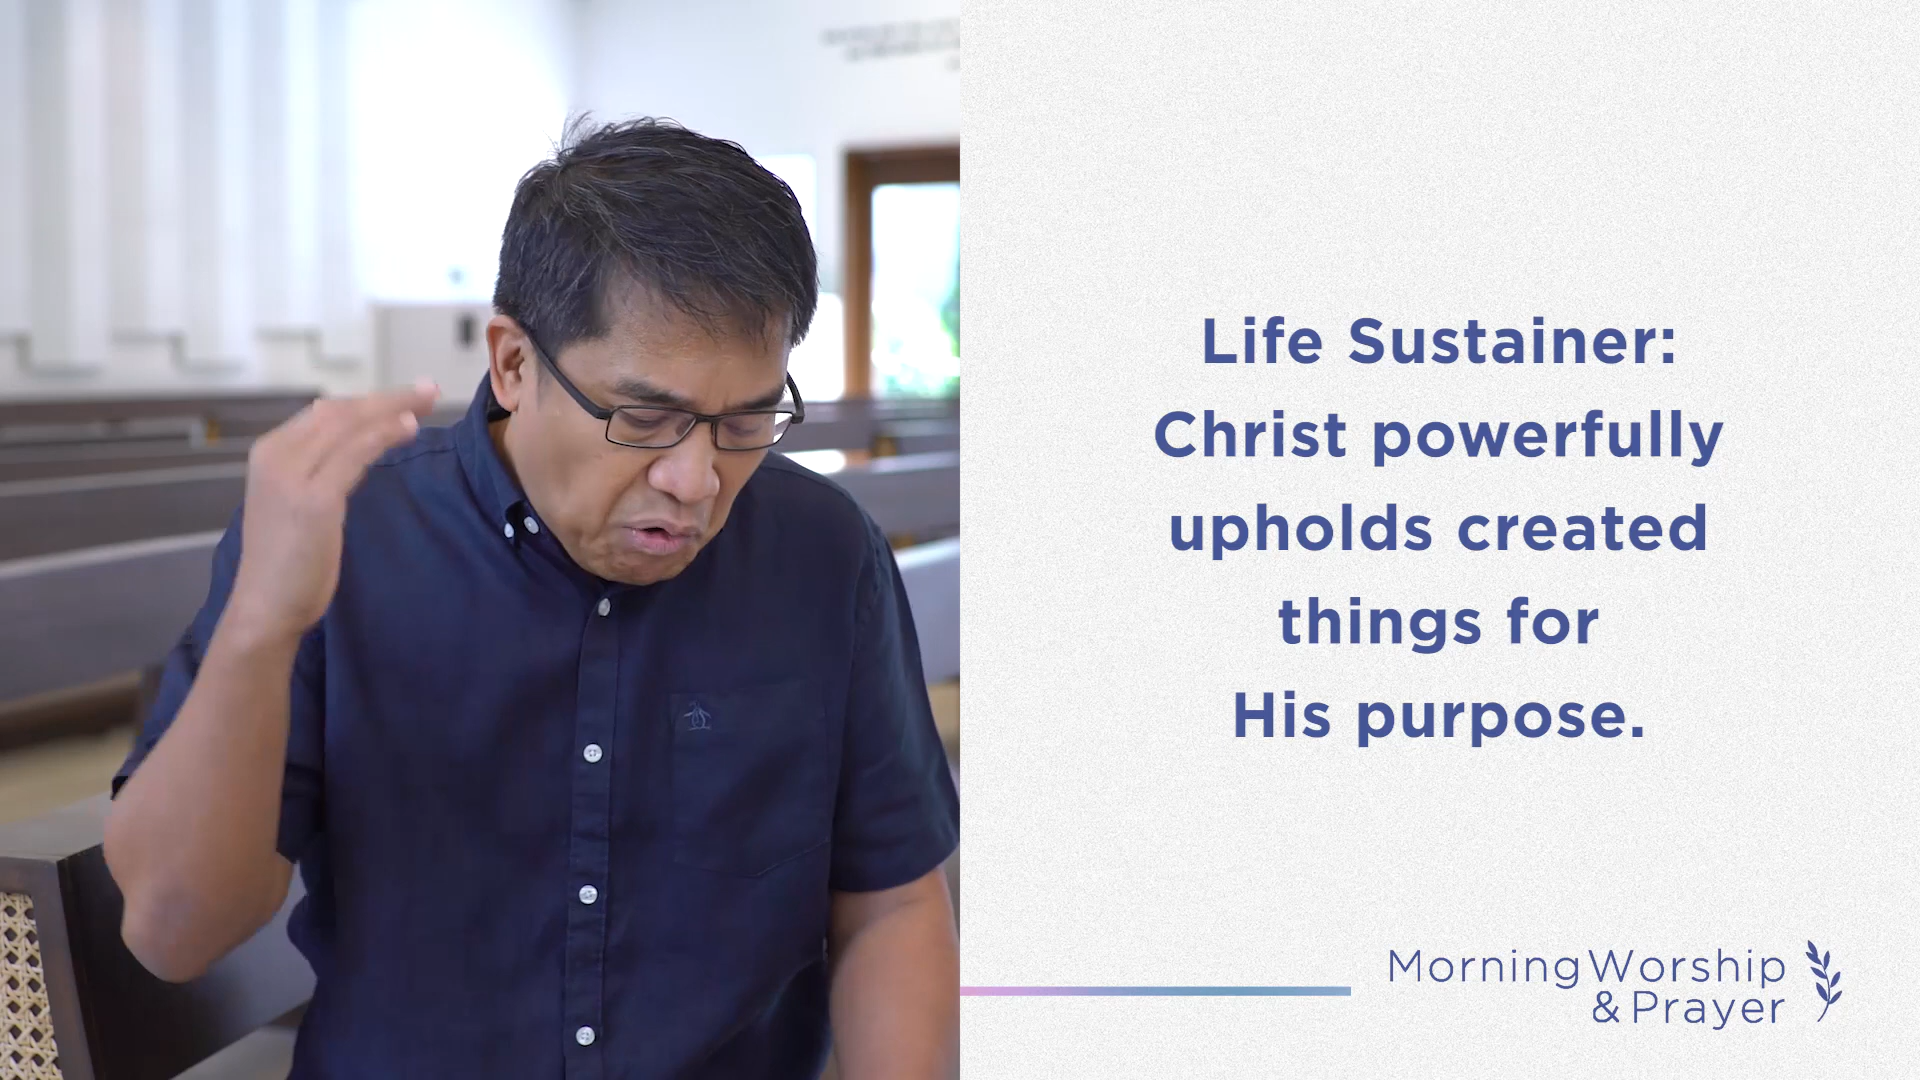 Life Sustainer:
Christ powerfully
upholds created
things for
His purpose.
MorningWorship
& Prayer